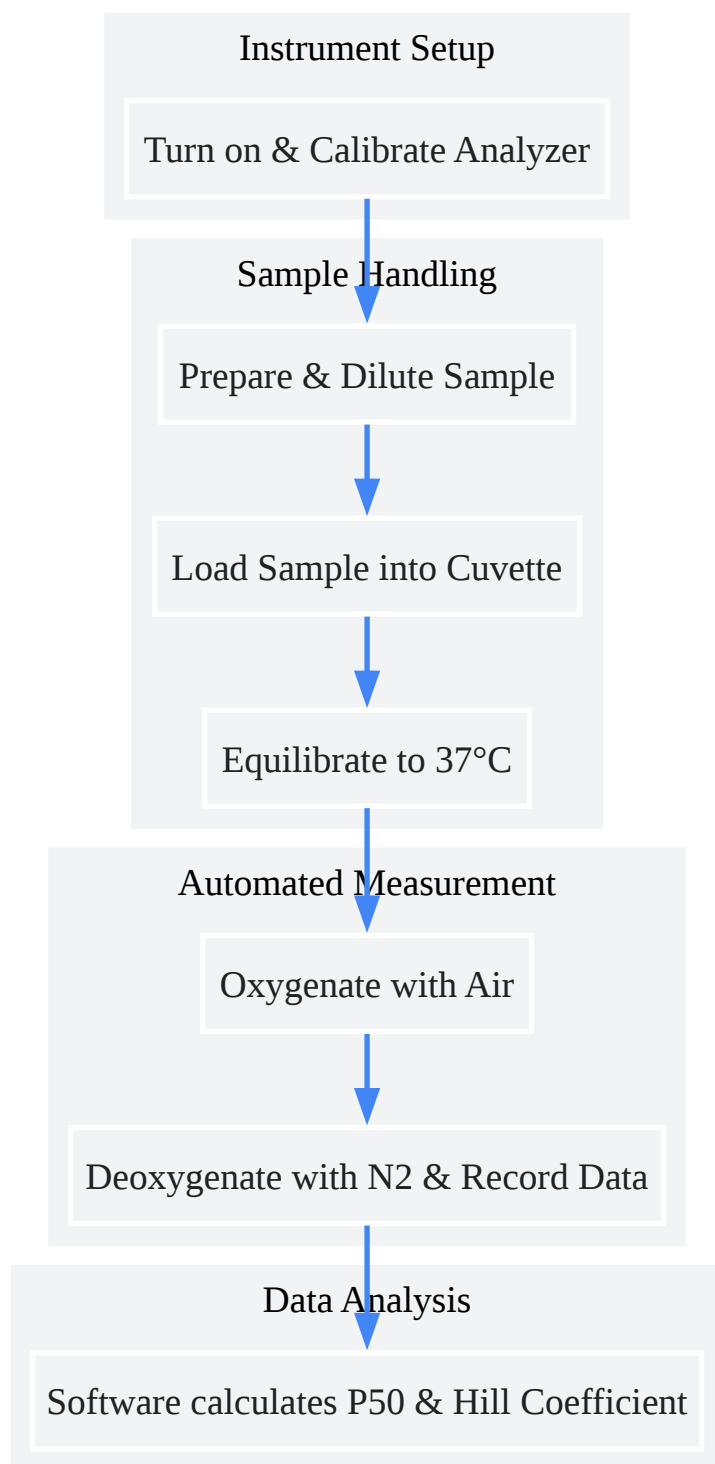 Instrument Setup
Turn on & Calibrate Analyzer
Sample Handling
Prepare & Dilute Sample
Load Sample into Cuvette
Equilibrate to 37°C
Automated Measurement
Oxygenate with Air
Deoxygenate with N2 & Record Data
Data Analysis
Software calculates P50 & Hill Coefficient